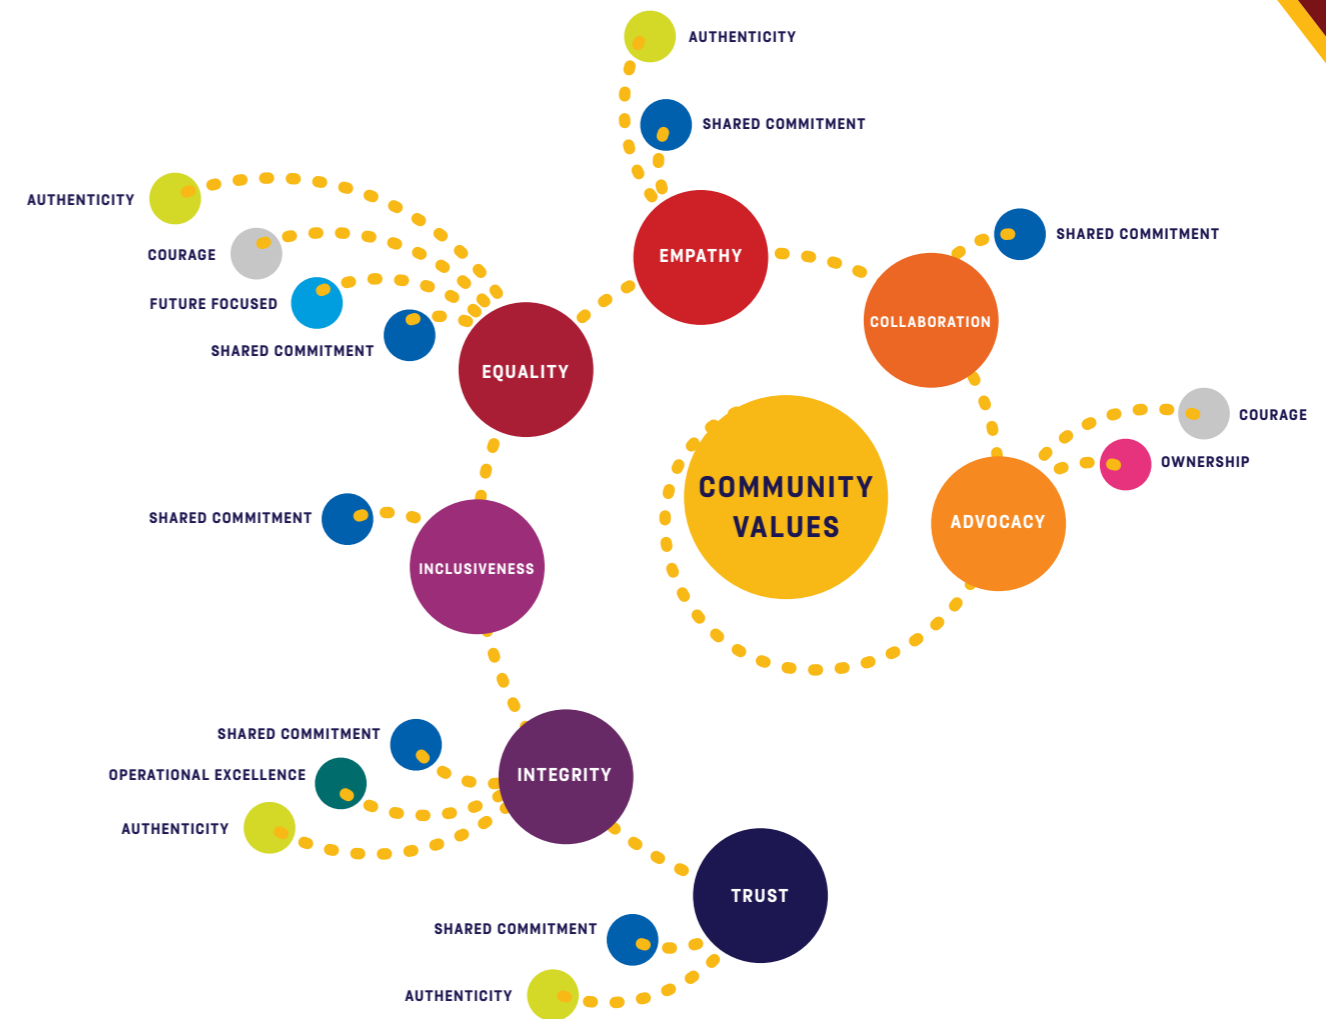 AUTHENTICITY
SHARED COMMITMENT
EMPATHY
AUTHENTICITY
COURAGE
FUTURE FOCUSED
SHARED COMMITMENT
EQUALITY
SHARED COMMITMENT
COLLABORATION
COURAGE
OWNERSHIP
ADVOCACY
COMMUNITY
VALUES
SHARED COMMITMENT
INCLUSIVENESS
SHARED COMMITMENT
OPERATIONAL EXCELLENCE
AUTHENTICITY
INTEGRITY
TRUST
SHARED COMMITMENT
AUTHENTICITY